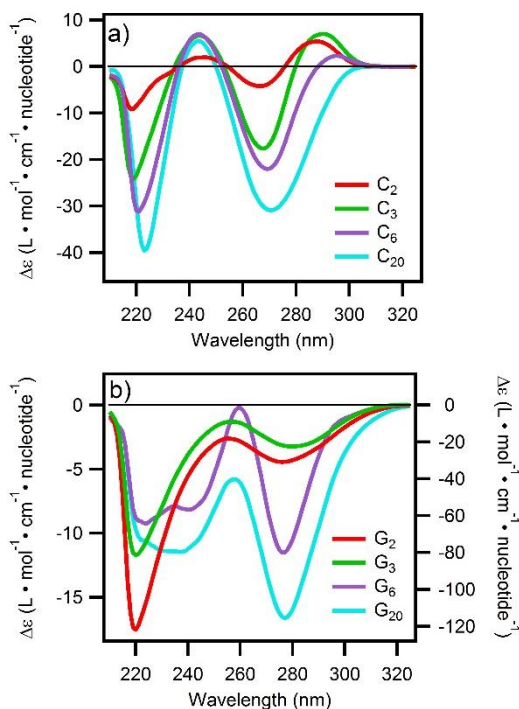 a)
10
0
-10
-20
-30
-40
Δε (L • mol⁻¹ • cm⁻¹ • nucleotide⁻¹)
C₂
C₃
C₆
C₂₀
220 240 260 280 300 320
Wavelength (nm)
b)
0
-5
-10
-15
Δε (L • mol⁻¹ • cm⁻¹ • nucleotide⁻¹)
G₂
G₃
G₆
G₂₀
0
-20
-40
-60
-80
-100
-120
Δε (L • mol⁻¹ • cm⁻¹ • nucleotide⁻¹)
220 240 260 280 300 320
Wavelength (nm)